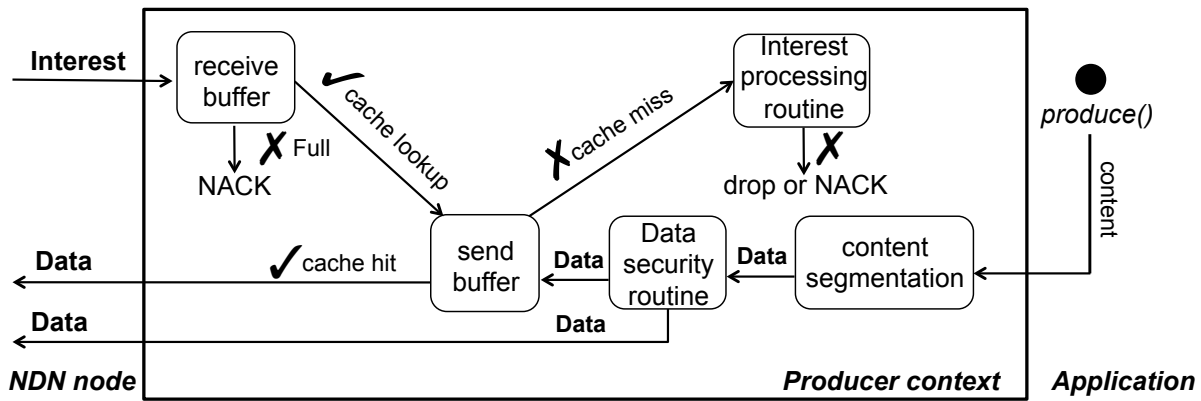 Interest
receive
buffer
Full
NACK
cache lookup
cache miss
Interest
processing
routine
drop or NACK
produce()
content
Data
cache hit
send
buffer
Data
Data
security
routine
Data
content
segmentation
Data
Data
NDN node
Producer context
Application